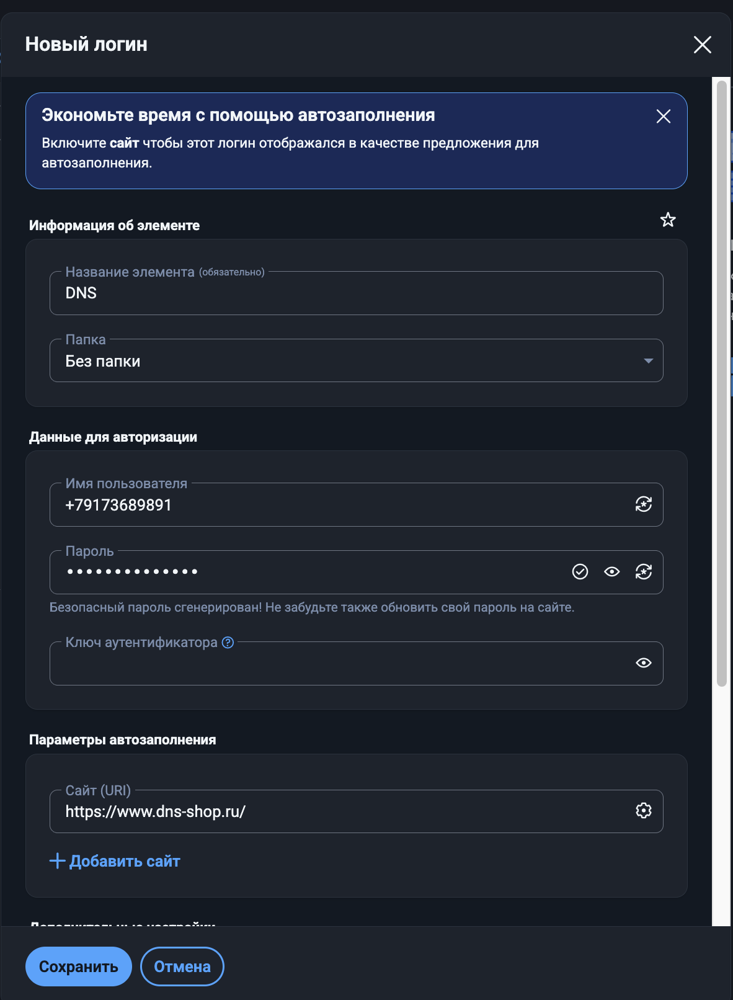 Новый логин
Экономьте время с помощью автозаполнения
Включите сайт чтобы этот логин отображался в качестве предложения для
автозаполнения.
Информация об элементе
Название элемента (обязательно)
DNS
Папка
Без папки
Данные для авторизации
Имя пользователя
+79173689891
Пароль
••••••••••••••
Безопасный пароль сгенерирован! Не забудьте также обновить свой пароль на сайте.
Ключ аутентификатора
Параметры автозаполнения
Сайт (URI)
https://www.dns-shop.ru/
Добавить сайт
Дополнительные настройки
Сохранить
Отмена